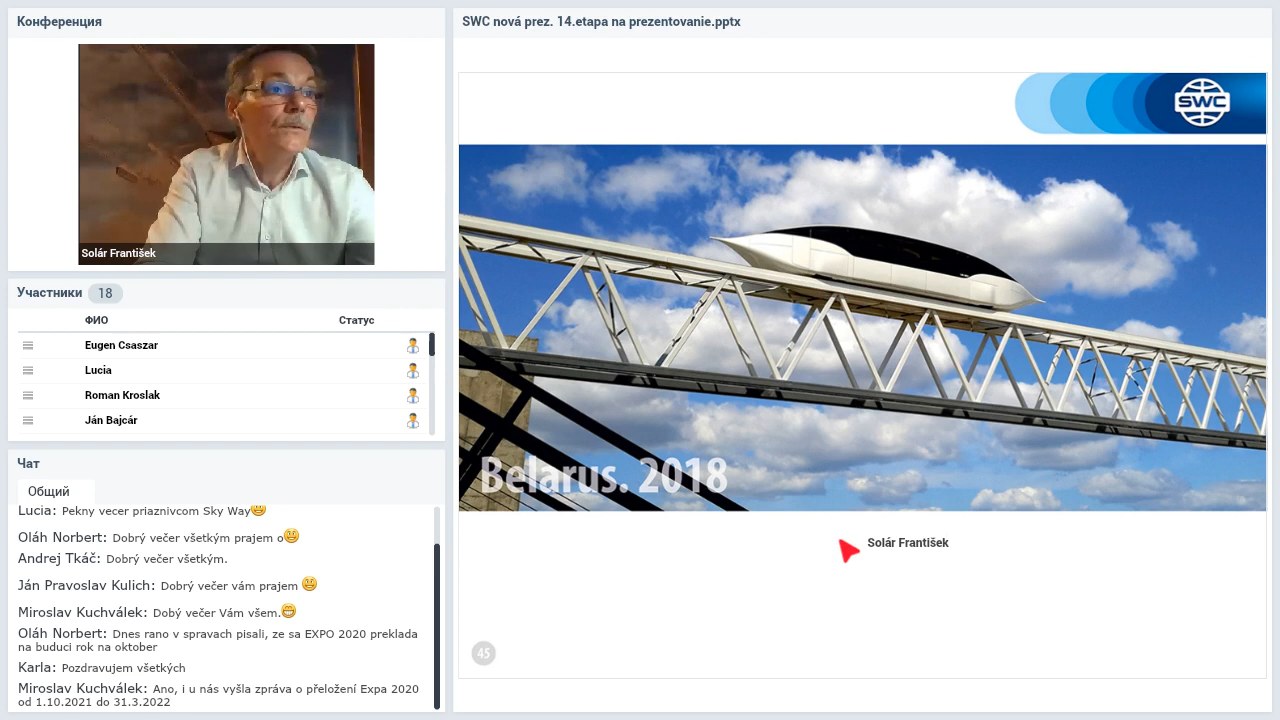 Конференция
Solár František
Участники 18
ФИО Статус
Eugen Csaszar
Lucia
Roman Kroslak
Ján Bajcár
Чат
Общий
Lucia: Pekny vecer priaznivcom Sky Way
Oláh Norbert: Dobrý večer všetkým prajem o
Andrej Tkáč: Dobrý večer všetkým.
Ján Pravoslav Kulich: Dobrý večer vám prajem
Miroslav Kuchválek: Dobý večer Vám všem.
Oláh Norbert: Dnes rano v spravach pisali, ze sa EXPO 2020 preklada
na buduci rok na oktober
Karla: Pozdravujem všetkých
Miroslav Kuchválek: Ano, i u nás vyšla zpráva o přeložení Expa 2020
od 1.10.2021 do 31.3.2022
SWC nová prez. 14.etapa na prezentovanie.pptx
SWC
Belarus. 2018
Solár František
45